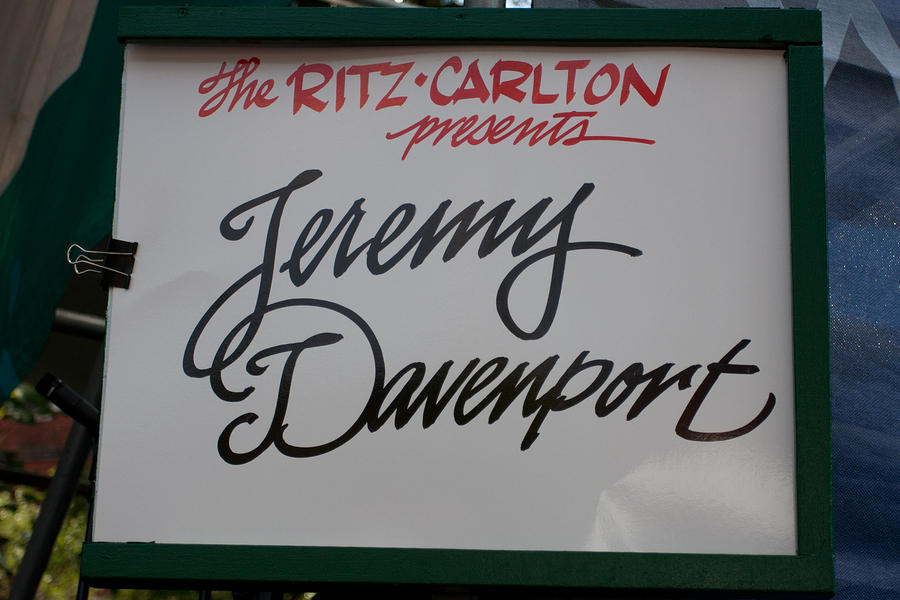 the RITZ·CARLTON
presents
Jeremy
Davenport